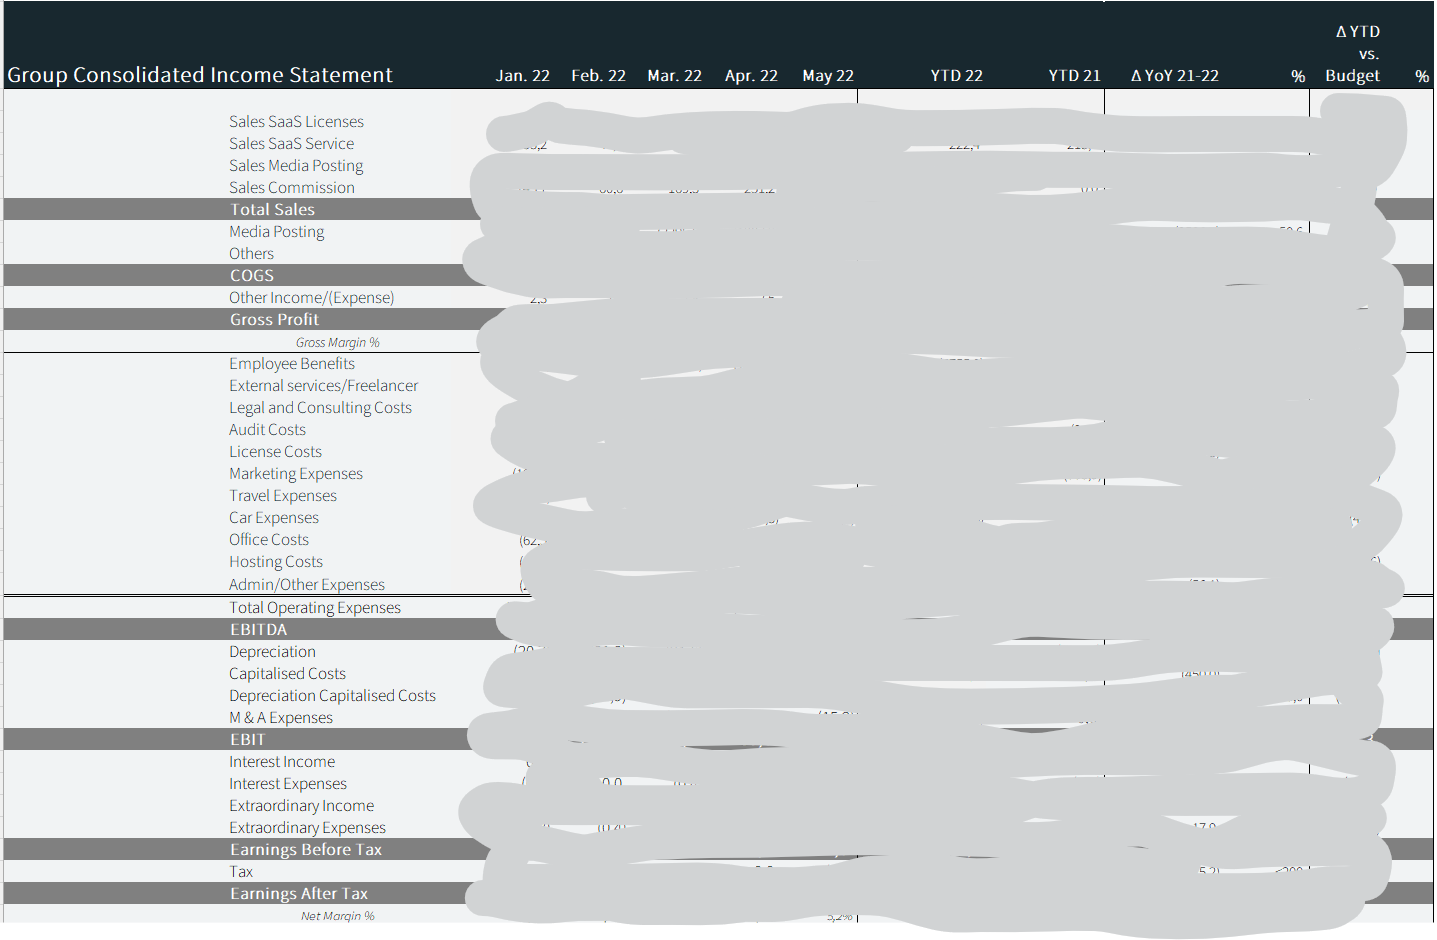 Δ YTD
vs.
Group Consolidated Income Statement Jan. 22 Feb. 22 Mar. 22 Apr. 22 May 22 YTD 22 YTD 21 Δ YoY 21-22 % Budget %
Sales SaaS Licenses
Sales SaaS Service
Sales Media Posting
Sales Commission
Total Sales
Media Posting
Others
COGS
Other Income/(Expense)
Gross Profit
Gross Margin %
Employee Benefits
External services/Freelancer
Legal and Consulting Costs
Audit Costs
License Costs
Marketing Expenses
Travel Expenses
Car Expenses
Office Costs
Hosting Costs
Admin/Other Expenses
Total Operating Expenses
EBITDA
Depreciation
Capitalised Costs
Depreciation Capitalised Costs
M & A Expenses
EBIT
Interest Income
Interest Expenses
Extraordinary Income
Extraordinary Expenses
Earnings Before Tax
Tax
Earnings After Tax
Net Margin % 5,2%